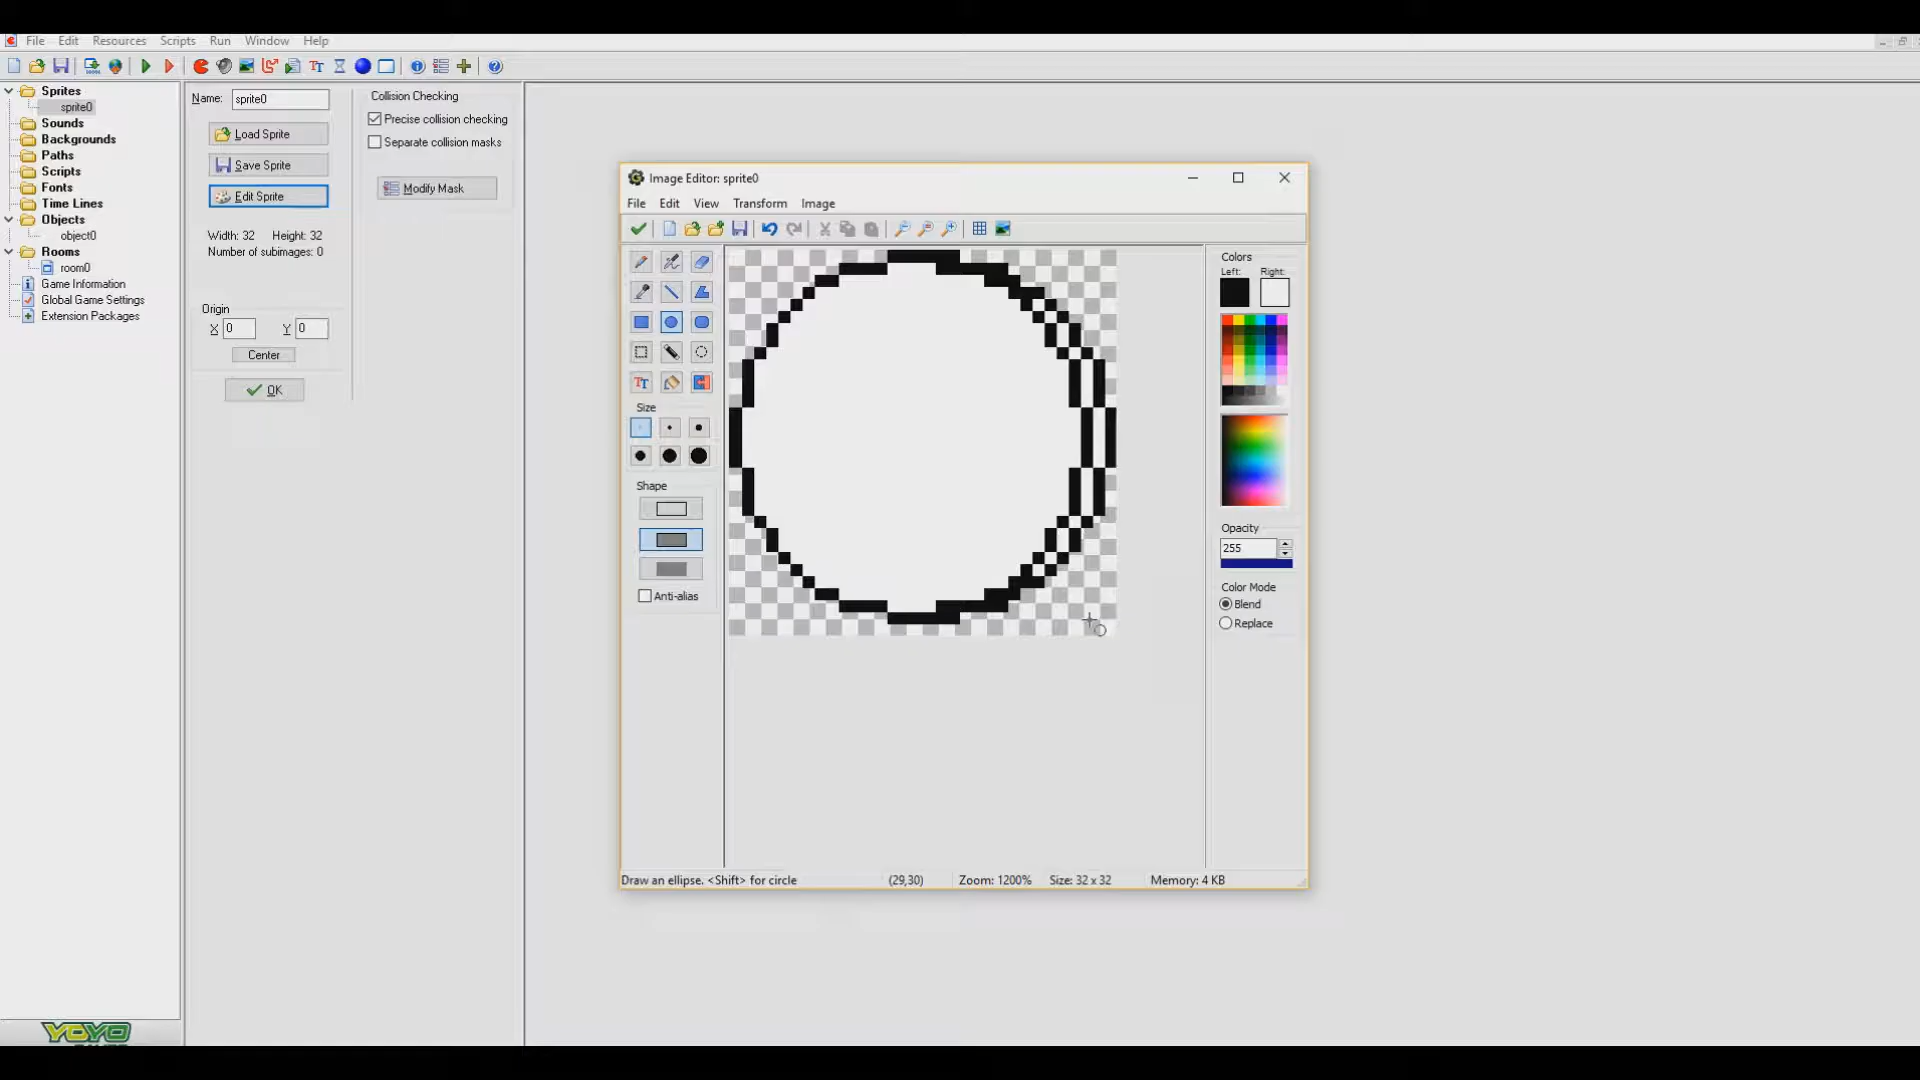 File Edit Resources Scripts Run Window Help
Sprites
sprite0
Sounds
Backgrounds
Paths
Scripts
Fonts
Time Lines
Objects
object0
Rooms
room0
Game Information
Global Game Settings
Extension Packages
YOYO
Name: sprite0
Load Sprite
Save Sprite
Edit Sprite
Width: 32 Height: 32
Number of subimages: 0
Origin
X 0 Y 0
Center
OK
Collision Checking
Precise collision checking
Separate collision masks
Modify Mask
Image Editor: sprite0
File Edit View Transform Image
Size
Shape
Anti-alias
Colors
Left: Right:
Opacity
255
Color Mode
Blend
Replace
Draw an ellipse. <Shift> for circle (29,30) Zoom: 1200% Size: 32 x 32 Memory: 4 KB